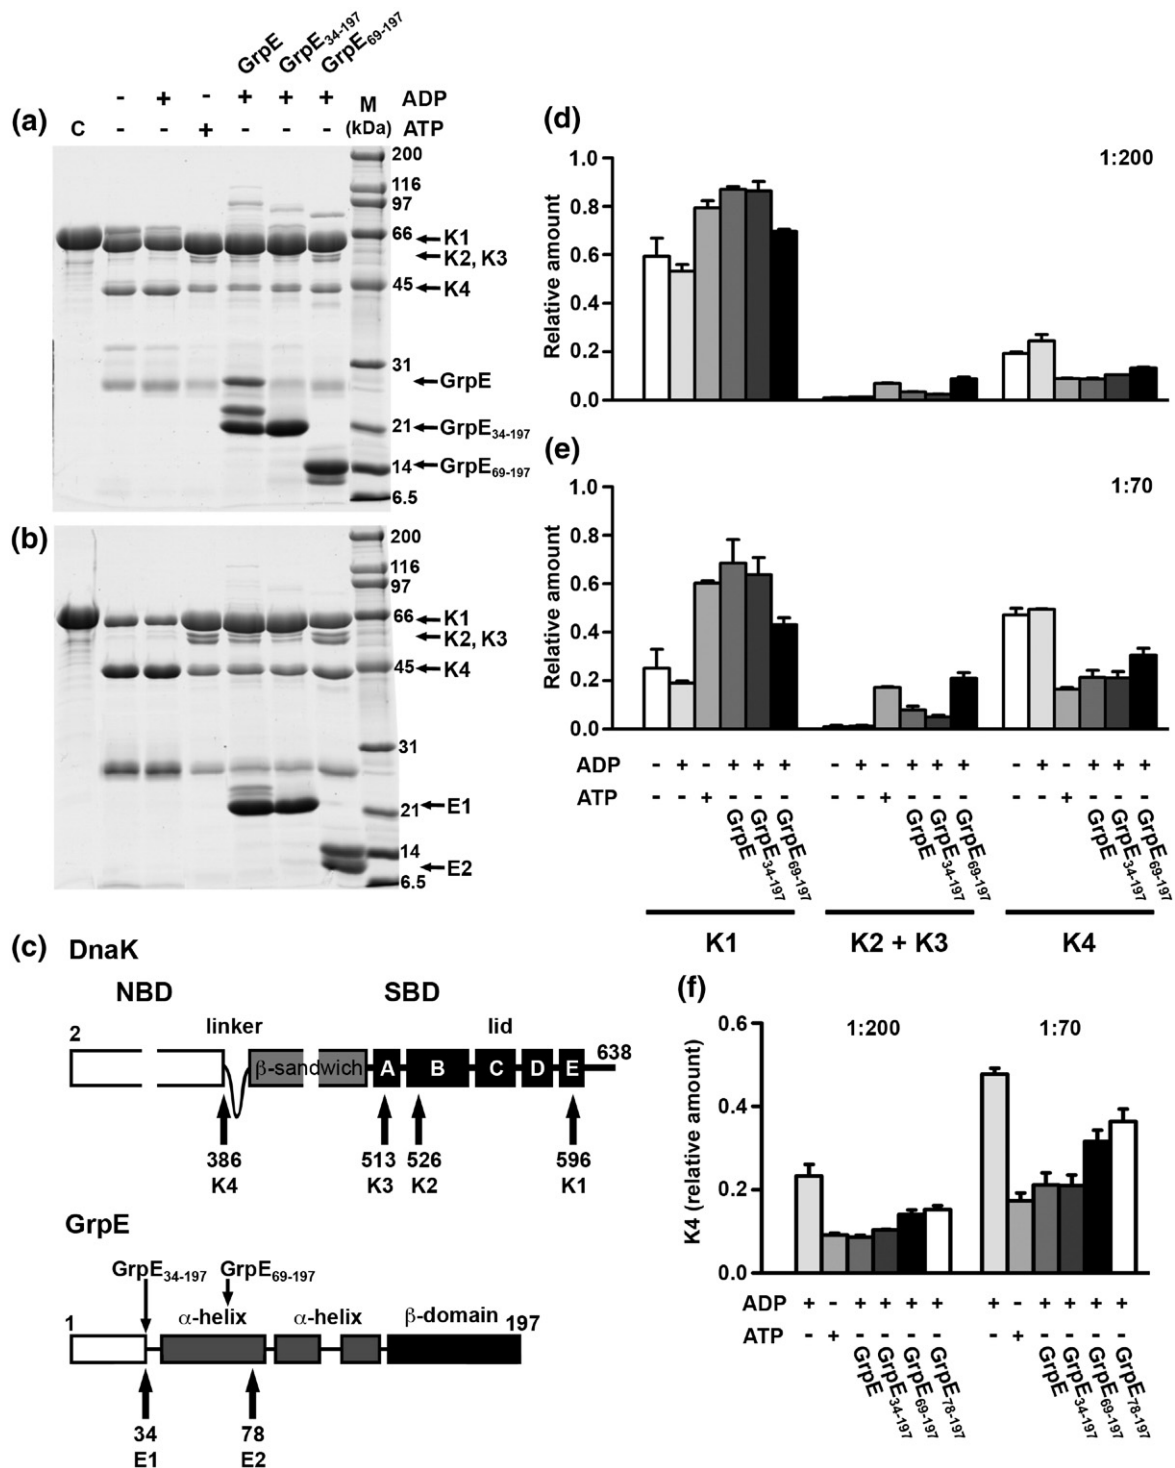 GrpE
GrpE34-197
GrpE69-197
(a)
- + - + + + M ADP
C - - + - - - (kDa) ATP
200
116
97
66 K1
K2, K3
45 K4
31
GrpE
21 GrpE34-197
14 GrpE69-197
6.5
(b)
200
116
97
66 K1
K2, K3
45 K4
31
21 E1
14
E2
6.5
(c) DnaK
NBD SBD
2 linker lid
638
β-sandwich A B C D E
386 513 526 596
K4 K3 K2 K1
GrpE
GrpE34-197 GrpE69-197
1 α-helix α-helix β-domain 197
34 78
E1 E2
(d)
1:200
Relative amount
1.0
0.8
0.6
0.4
0.2
0.0
(e)
1:70
Relative amount
1.0
0.8
0.6
0.4
0.2
0.0
ADP - + - + + + - + - + + + - + - + + +
ATP - - + - - - - - + - - - - - + - - -
GrpE GrpE34-197 GrpE69-197 GrpE GrpE34-197 GrpE69-197 GrpE GrpE34-197 GrpE69-197
K1 K2 + K3 K4
(f)
1:200 1:70
K4 (relative amount)
0.6
0.4
0.2
0.0
ADP + - + + + + + - + + + +
ATP - + - - - - - + - - - -
GrpE GrpE34-197 GrpE69-197 GrpE78-197 GrpE GrpE34-197 GrpE69-197 GrpE78-197